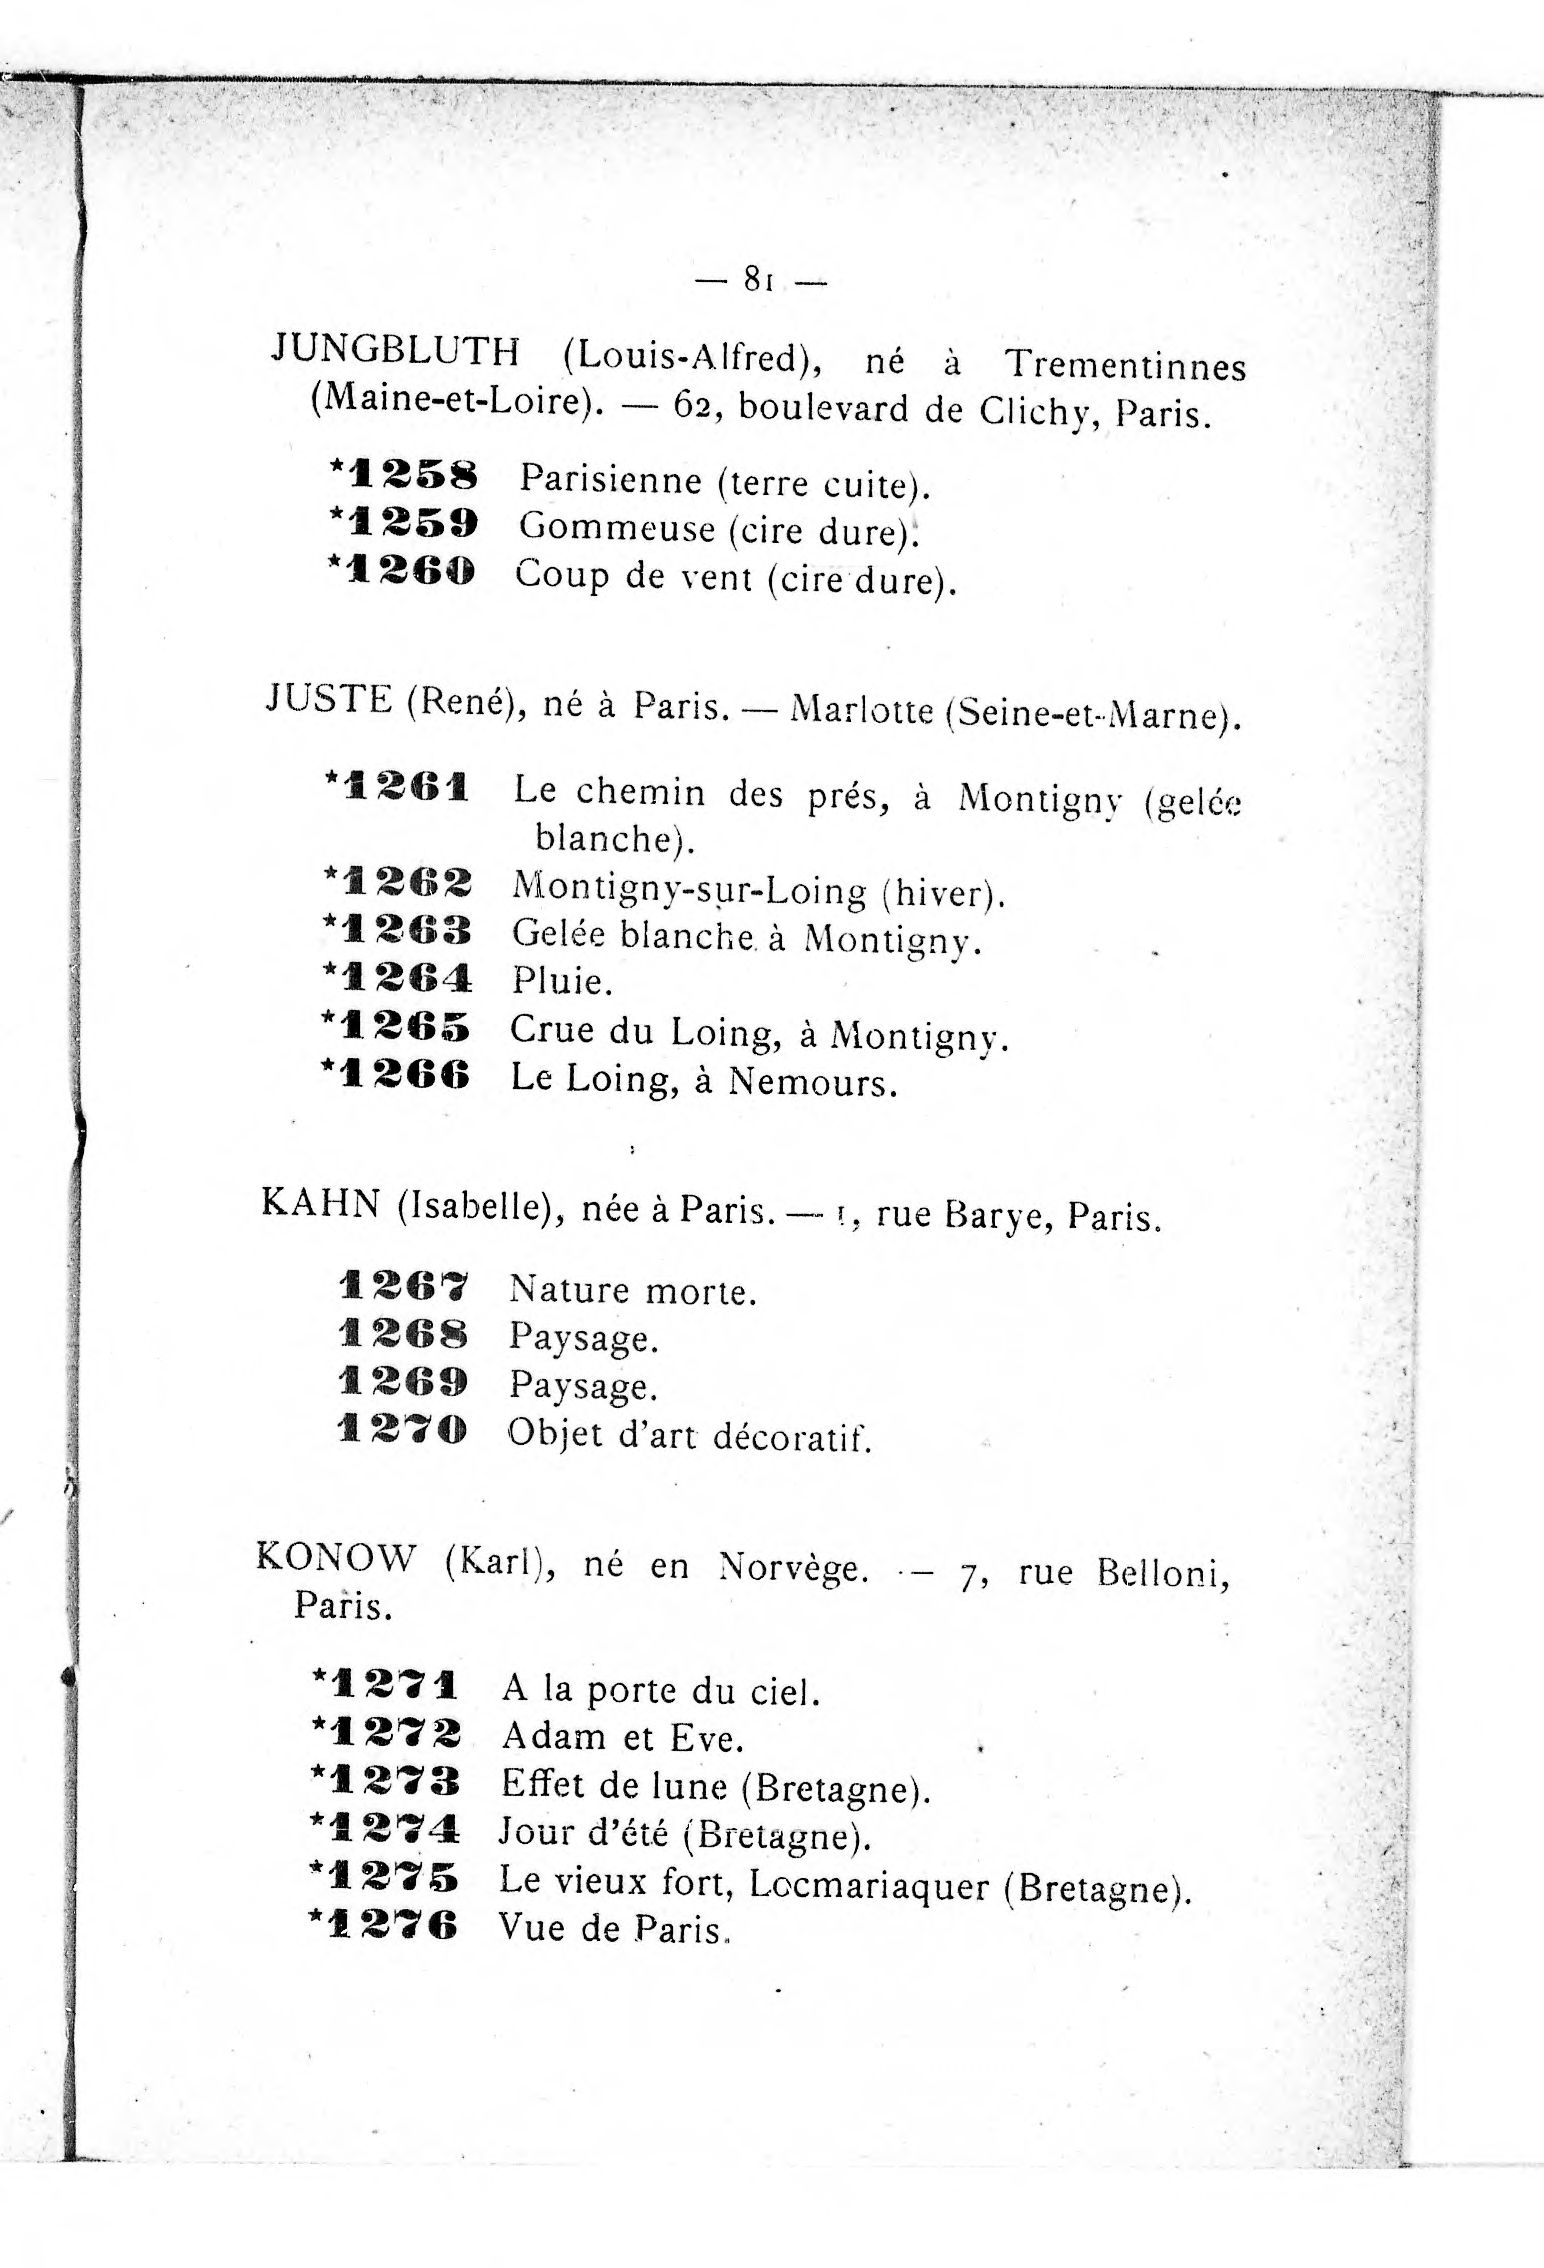 — 81 —
JUNGBLUTH (Louis-Alfred), né à Trementinnes
(Maine-et-Loire). — 62, boulevard de Clichy, Paris.
*1258 Parisienne (terre cuite).
*1259 Gommeuse (cire dure).
*1260 Coup de vent (cire dure).
JUSTE (René), né à Paris. — Marlotte (Seine-et-Marne).
*1261 Le chemin des prés, à Montigny (gelée
blanche).
*1262 Montigny-sur-Loing (hiver).
*1263 Gelée blanche à Montigny.
*1264 Pluie.
*1265 Crue du Loing, à Montigny.
*1266 Le Loing, à Nemours.
KAHN (Isabelle), née à Paris. — 1, rue Barye, Paris.
1267 Nature morte.
1268 Paysage.
1269 Paysage.
1270 Objet d'art décoratif.
KONOW (Karl), né en Norvège. — 7, rue Belloni,
Paris.
*1271 A la porte du ciel.
*1272 Adam et Eve.
*1273 Effet de lune (Bretagne).
*1274 Jour d'été (Bretagne).
*1275 Le vieux fort, Locmariaquer (Bretagne).
*1276 Vue de Paris.